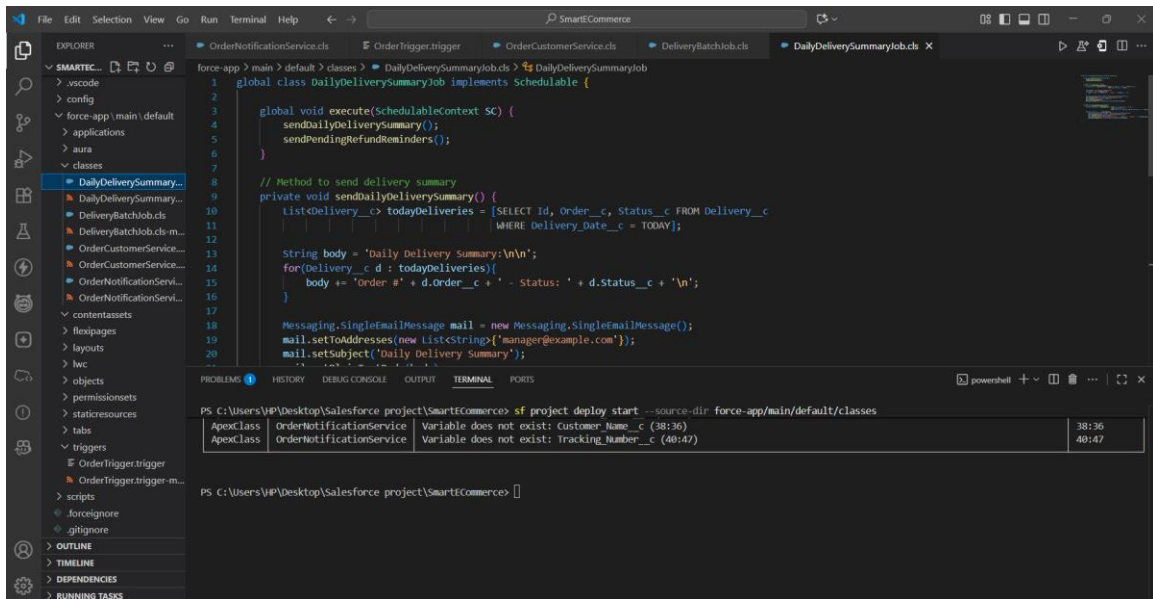 File Edit Selection View Go Run Terminal Help
SmartECommerce
EXPLORER
OrderNotificationService.cls
OrderTrigger.trigger
OrderCustomerService.cls
DeliveryBatchJob.cls
DailyDeliverySummaryJob.cls
SMARTEC...
.vscode
config
force-app\main\default
applications
aura
classes
DailyDeliverySummary...
DailyDeliverySummary...
DeliveryBatchJob.cls
DeliveryBatchJob.cls-m...
OrderCustomerService....
OrderCustomerService....
OrderNotificationServi...
OrderNotificationServi...
contentassets
flexipages
layouts
lwc
objects
permissionsets
staticresources
tabs
triggers
OrderTrigger.trigger
OrderTrigger.trigger-m...
scripts
.forceignore
.gitignore
OUTLINE
TIMELINE
DEPENDENCIES
RUNNING TASKS
force-app > main > default > classes > DailyDeliverySummaryJob.cls > DailyDeliverySummaryJob
1 global class DailyDeliverySummaryJob implements Schedulable {
2
3 global void execute(SchedulableContext SC) {
4 sendDailyDeliverySummary();
5 sendPendingRefundReminders();
6 }
7
8 // Method to send delivery summary
9 private void sendDailyDeliverySummary() {
10 List<Delivery__c> todayDeliveries = [SELECT Id, Order__c, Status__c FROM Delivery__c
11 WHERE Delivery_Date__c = TODAY];
12
13 String body = 'Daily Delivery Summary:\n\n';
14 for(Delivery__c d : todayDeliveries){
15 body += 'Order #' + d.Order__c + ' - Status: ' + d.Status__c + '\n';
16 }
17
18 Messaging.SingleEmailMessage mail = new Messaging.SingleEmailMessage();
19 mail.setToAddresses(new List<String>{'manager@example.com'});
20 mail.setSubject('Daily Delivery Summary');
PROBLEMS 1 HISTORY DEBUG CONSOLE OUTPUT TERMINAL PORTS
powershell
PS C:\Users\HP\Desktop\Salesforce project\SmartECommerce> sf project deploy start --source-dir force-app/main/default/classes
ApexClass OrderNotificationService Variable does not exist: Customer_Name__c (38:36) 38:36
ApexClass OrderNotificationService Variable does not exist: Tracking_Number__c (40:47) 40:47
PS C:\Users\HP\Desktop\Salesforce project\SmartECommerce>